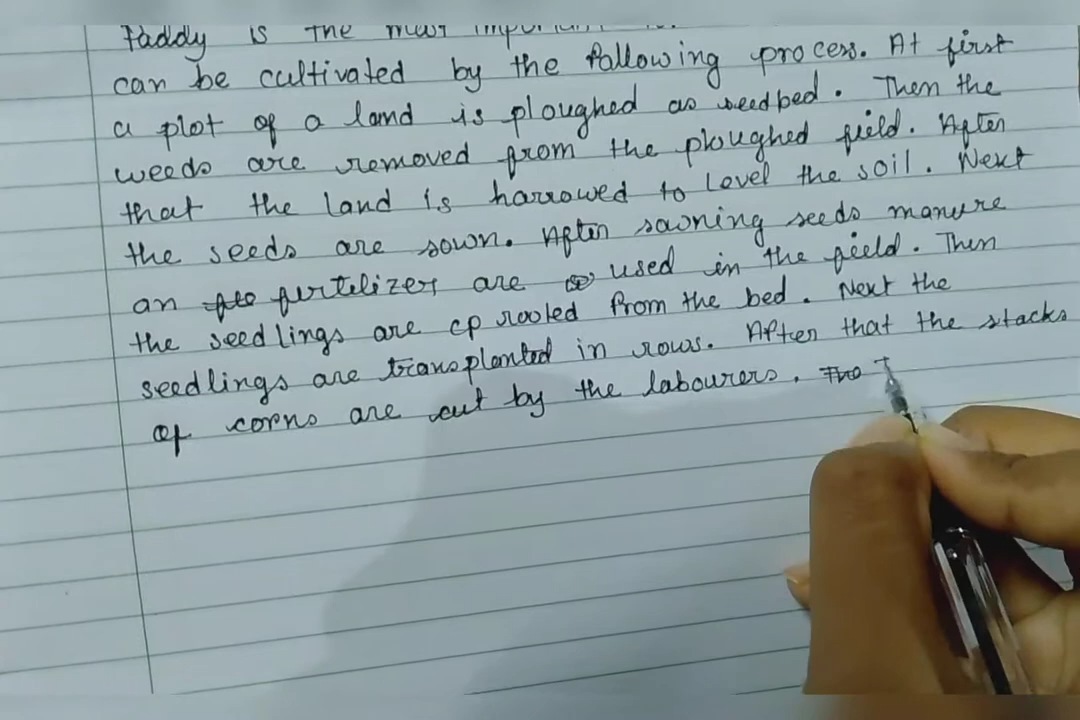 Paddy is the most
can be cultivated by the following process. At first
a plot of a land is ploughed as seedbed. Then the
weeds are removed from the ploughed field. After
that the land is harrowed to level the soil. Next
the seeds are sown. After sowning seeds manure
an fertelizer are used in the field. Then
the seedlings are up rooted from the bed. Next the
seedlings are transplanted in rows. After that the stacks
of corns are cut by the labourers.